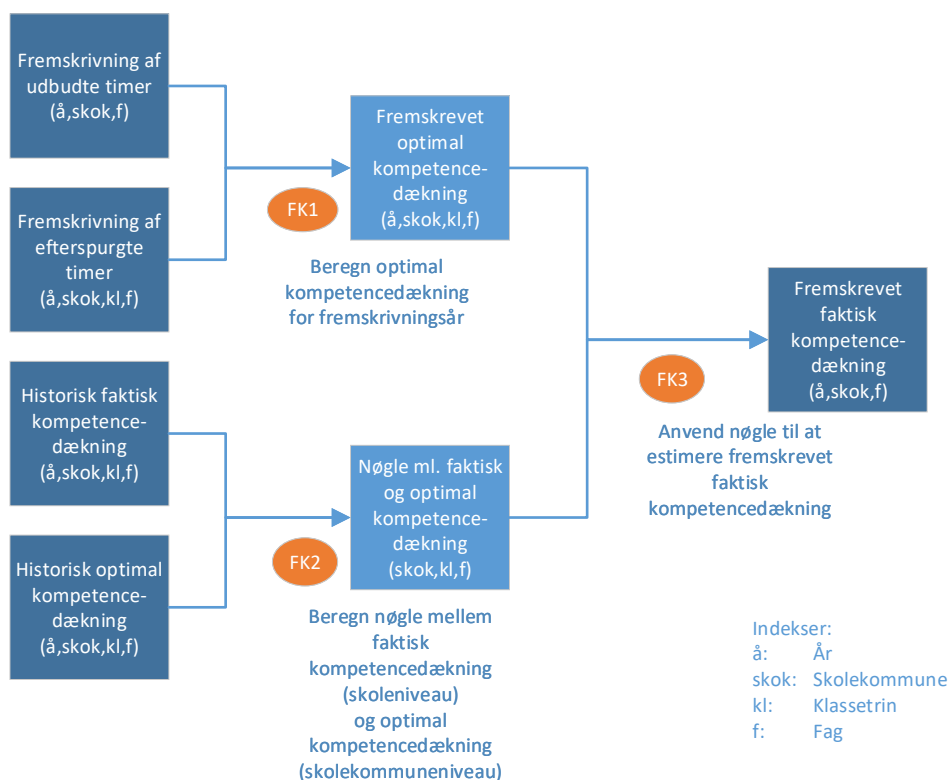 Fremskrivning af
udbudte timer
(å,skok,f)
Fremskrivning af
efterspurgte
timer
(å,skok,kl,f)
Historisk faktisk
kompetence-
dækning
(å,skok,kl,f)
Historisk optimal
kompetence-
dækning
(å,skok,kl,f)
Fremskrevet
optimal
kompetence-
dækning
(å,skok,kl,f)
FK1
Beregn optimal
kompetencedækning
for fremskrivningsår
Nøgle ml. faktisk
og optimal
kompetence-
dækning
(skok,kl,f)
FK2
Beregn nøgle mellem
faktisk
kompetencedækning
(skoleniveau)
og optimal
kompetencedækning
(skolekommuneniveau)
Fremskrevet
faktisk
kompetence-
dækning
(å,skok,f)
FK3
Anvend nøgle til at
estimere fremskrevet
faktisk
kompetencedækning
Indekser:
å: År
skok: Skolekommune
kl: Klassetrin
f: Fag